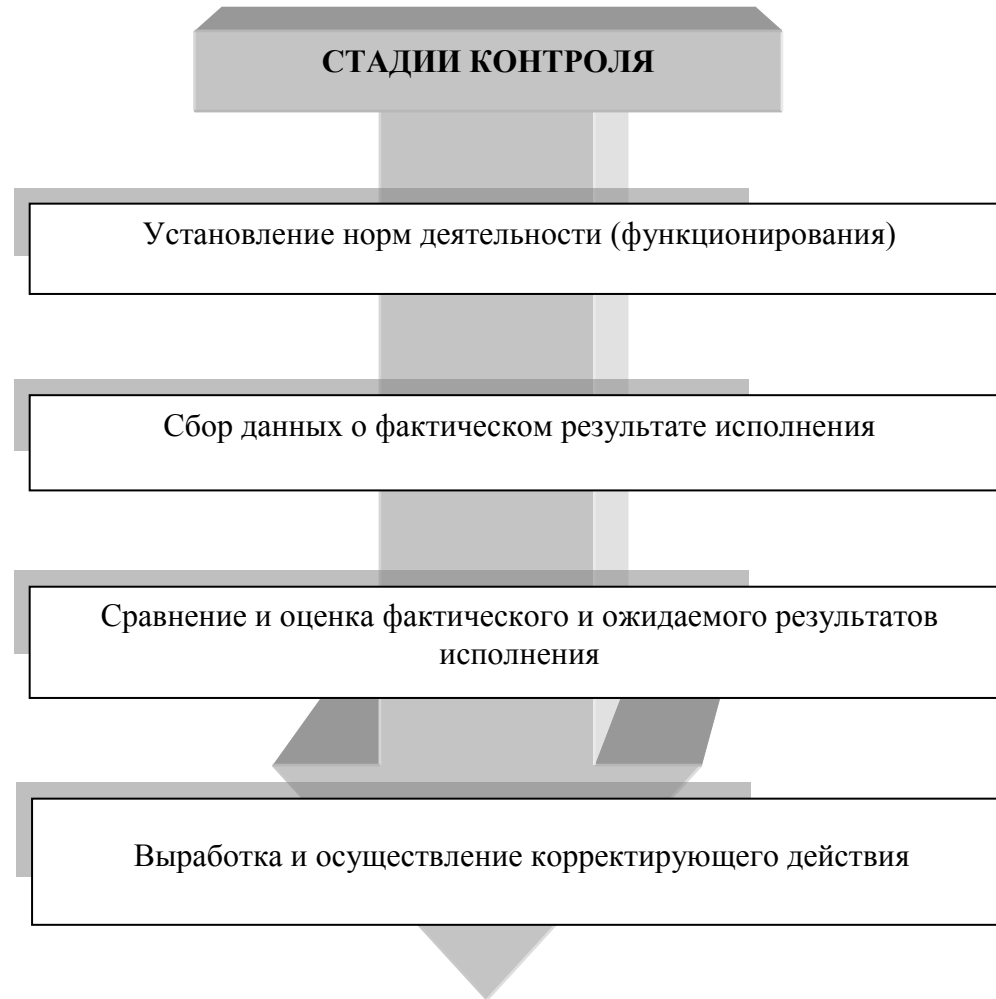 СТАДИИ КОНТРОЛЯ
Установление норм деятельности (функционирования)
Сбор данных о фактическом результате исполнения
Сравнение и оценка фактического и ожидаемого результатов
исполнения
Выработка и осуществление корректирующего действия